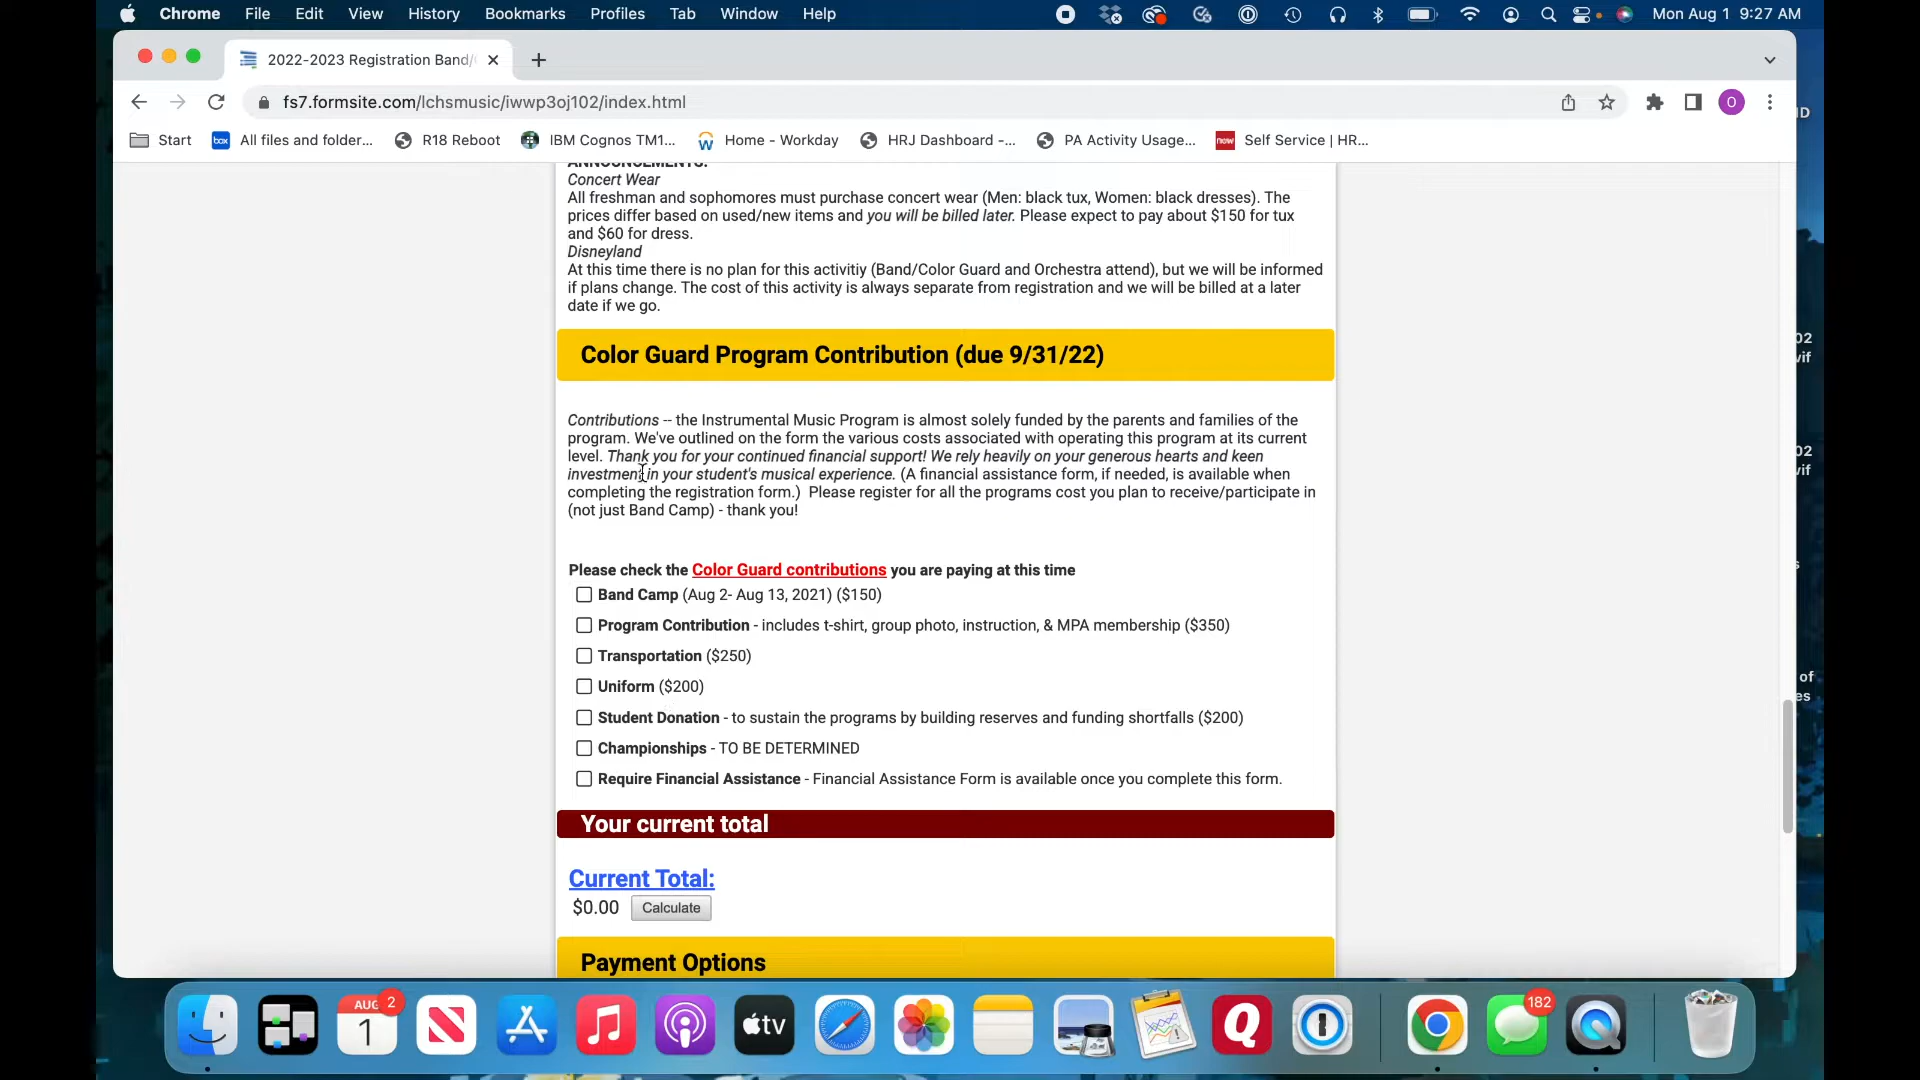 Chrome File Edit View History Bookmarks Profiles Tab Window Help Mon Aug 1 9:27 AM
2022-2023 Registration Band/
fs7.formsite.com/lchsmusic/iwwp3oj102/index.html
Start box All files and folder... R18 Reboot IBM Cognos TM1... Home - Workday HRJ Dashboard -... PA Activity Usage... now Self Service | HR...
ANNOUNCEMENTS:
Concert Wear
All freshman and sophomores must purchase concert wear (Men: black tux, Women: black dresses). The
prices differ based on used/new items and you will be billed later. Please expect to pay about $150 for tux
and $60 for dress.
Disneyland
At this time there is no plan for this activitiy (Band/Color Guard and Orchestra attend), but we will be informed
if plans change. The cost of this activity is always separate from registration and we will be billed at a later
date if we go.
Color Guard Program Contribution (due 9/31/22)
Contributions -- the Instrumental Music Program is almost solely funded by the parents and families of the
program. We've outlined on the form the various costs associated with operating this program at its current
level. Thank you for your continued financial support! We rely heavily on your generous hearts and keen
investment in your student's musical experience. (A financial assistance form, if needed, is available when
completing the registration form.) Please register for all the programs cost you plan to receive/participate in
(not just Band Camp) - thank you!
Please check the Color Guard contributions you are paying at this time
Band Camp (Aug 2- Aug 13, 2021) ($150)
Program Contribution - includes t-shirt, group photo, instruction, & MPA membership ($350)
Transportation ($250)
Uniform ($200)
Student Donation - to sustain the programs by building reserves and funding shortfalls ($200)
Championships - TO BE DETERMINED
Require Financial Assistance - Financial Assistance Form is available once you complete this form.
Your current total
Current Total:
$0.00 Calculate
Payment Options
AUG 2
1
tv
182